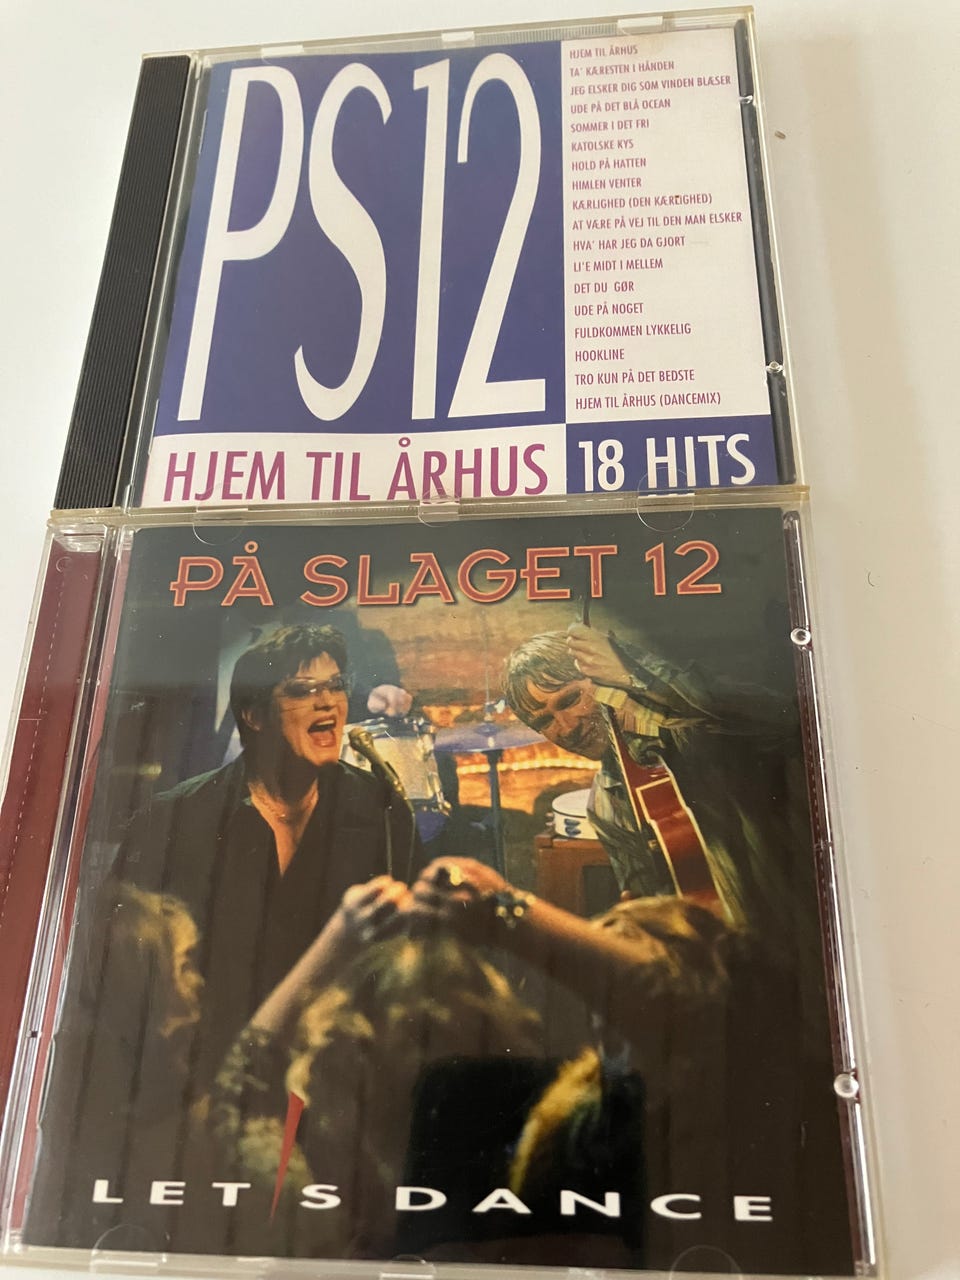 PS12
HJEM TIL ÅRHUS
TA' KÆRESTEN I HÅNDEN
JEG ELSKER DIG SOM VINDEN BLÆSER
UDE PÅ DET BLÅ OCEAN
SOMMER I DET FRI
KATOLSKE KYS
HOLD PÅ HATTEN
HIMLEN VENTER
KÆRLIGHED (DEN KÆRLIGHED)
AT VÆRE PÅ VEJ TIL DEN MAN ELSKER
HVA' HAR JEG DA GJORT
LI'E MIDT I MELLEM
DET DU GØR
UDE PÅ NOGET
FULDKOMMEN LYKKELIG
HOOKLINE
TRO KUN PÅ DET BEDSTE
HJEM TIL ÅRHUS (DANCEMIX)
HJEM TIL ÅRHUS
18 HITS
PÅ SLAGET 12
LET'S DANCE